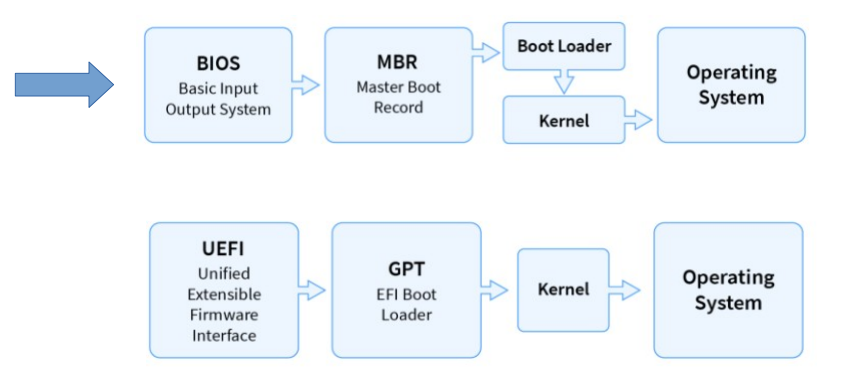 BIOS
Basic Input
Output System
MBR
Master Boot
Record
Boot Loader
Kernel
Operating
System
UEFI
Unified
Extensible
Firmware
Interface
GPT
EFI Boot
Loader
Kernel
Operating
System